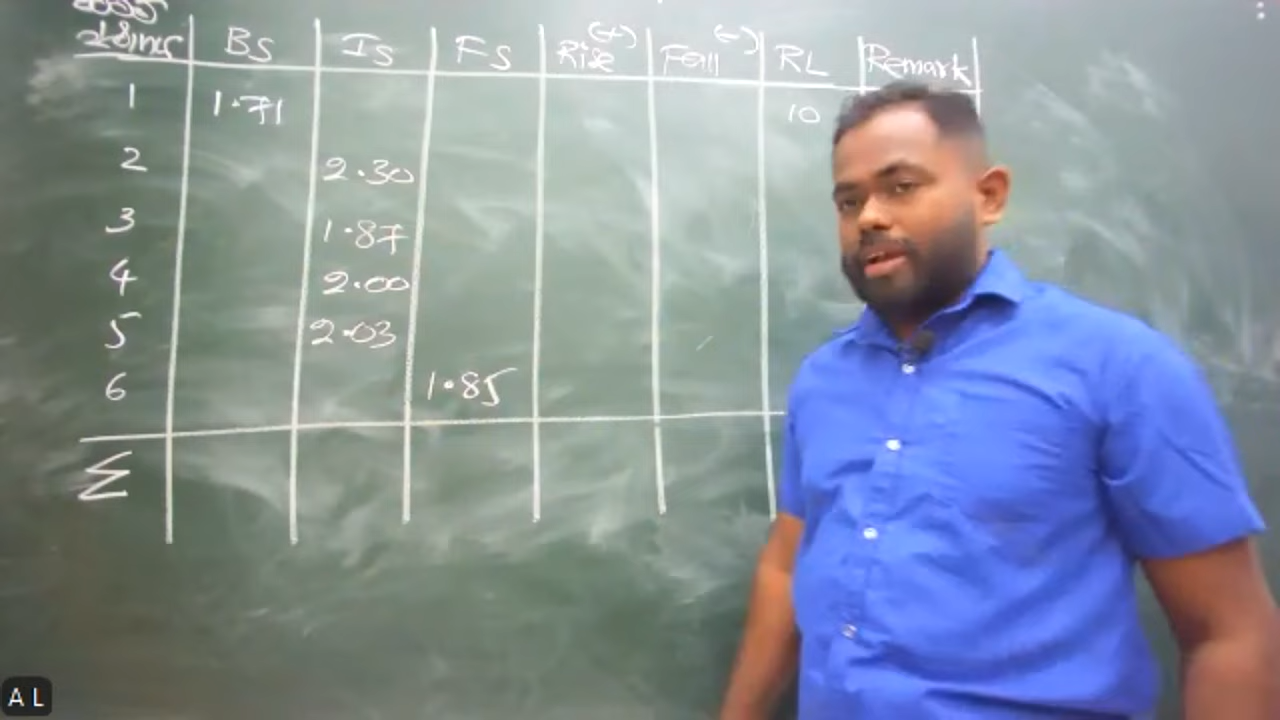 BS IS FS Rise (+) Fall (-) RL Remark
1 1.71 10
2 2.30
3 1.87
4 2.00
5 2.03
6 1.85
Σ
A L